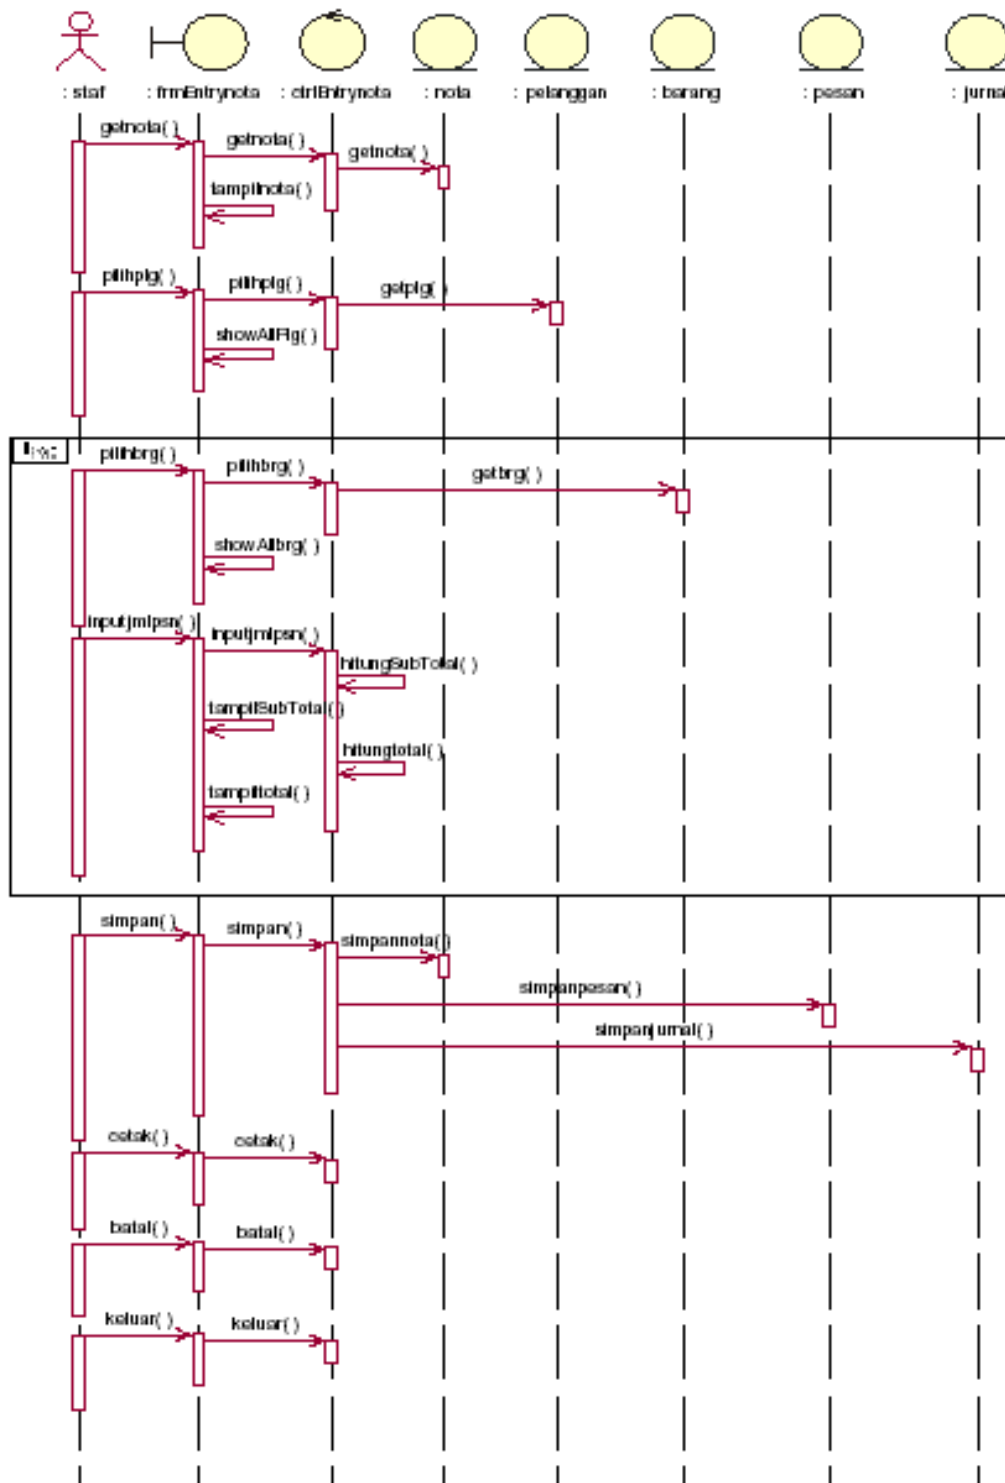 : staf
: frmEntrynota
: ctrlEntrynota
: nota
: pelanggan
: barang
: pesan
: jurnal
getnota( )
getnota( )
getnota( )
tampilnota( )
pilihplg( )
pilihplg( )
getplg( )
showAllPlg( )
pilihbrg( )
pilihbrg( )
getbrg( )
showAllbrg( )
inputjmlpsn( )
inputjmlpsn( )
hitungSubTotal( )
tampilSubTotal( )
hitungtotal( )
tampiltotal( )
simpan( )
simpan( )
simpannota( )
simpanpesan( )
simpanjurnal( )
cetak( )
cetak( )
batal( )
batal( )
keluar( )
keluar( )